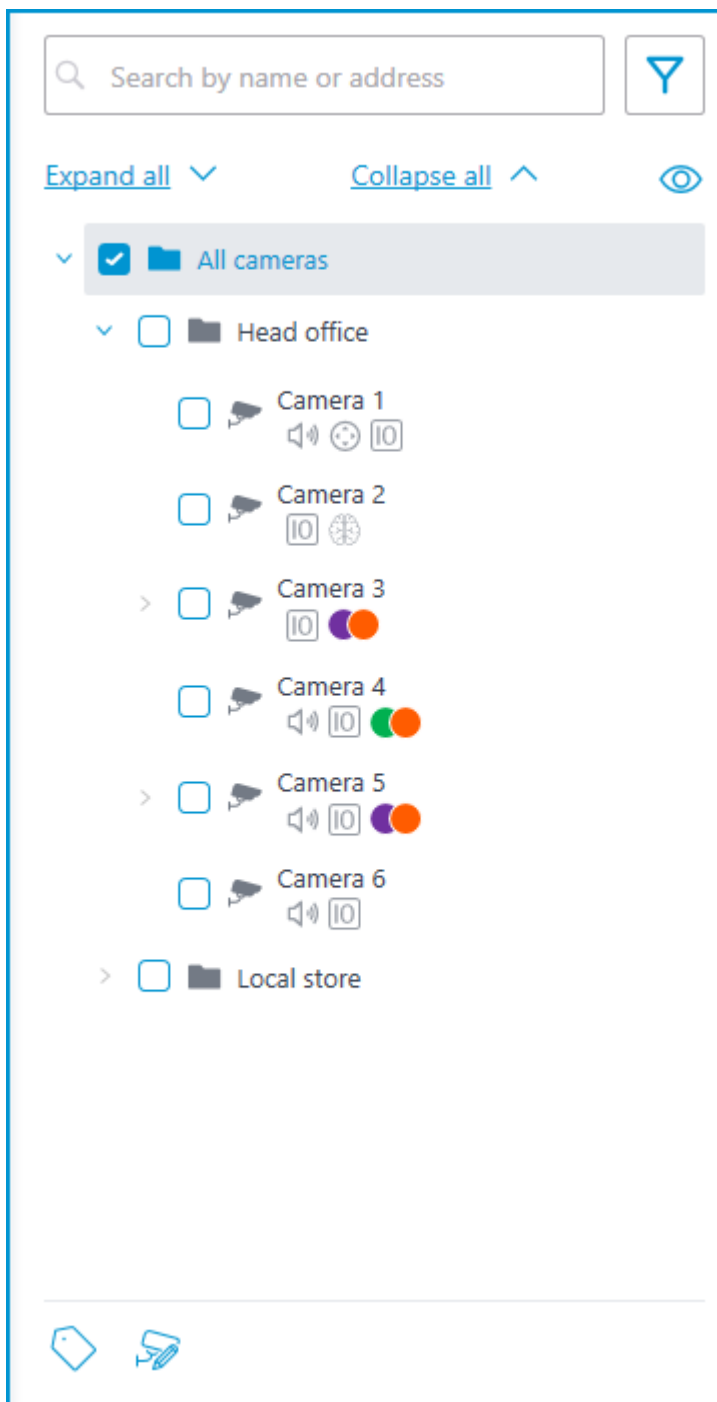 Search by name or address
Expand all
Collapse all
All cameras
Head office
Camera 1
IO
Camera 2
IO
Camera 3
IO
Camera 4
IO
Camera 5
IO
Camera 6
IO
Local store